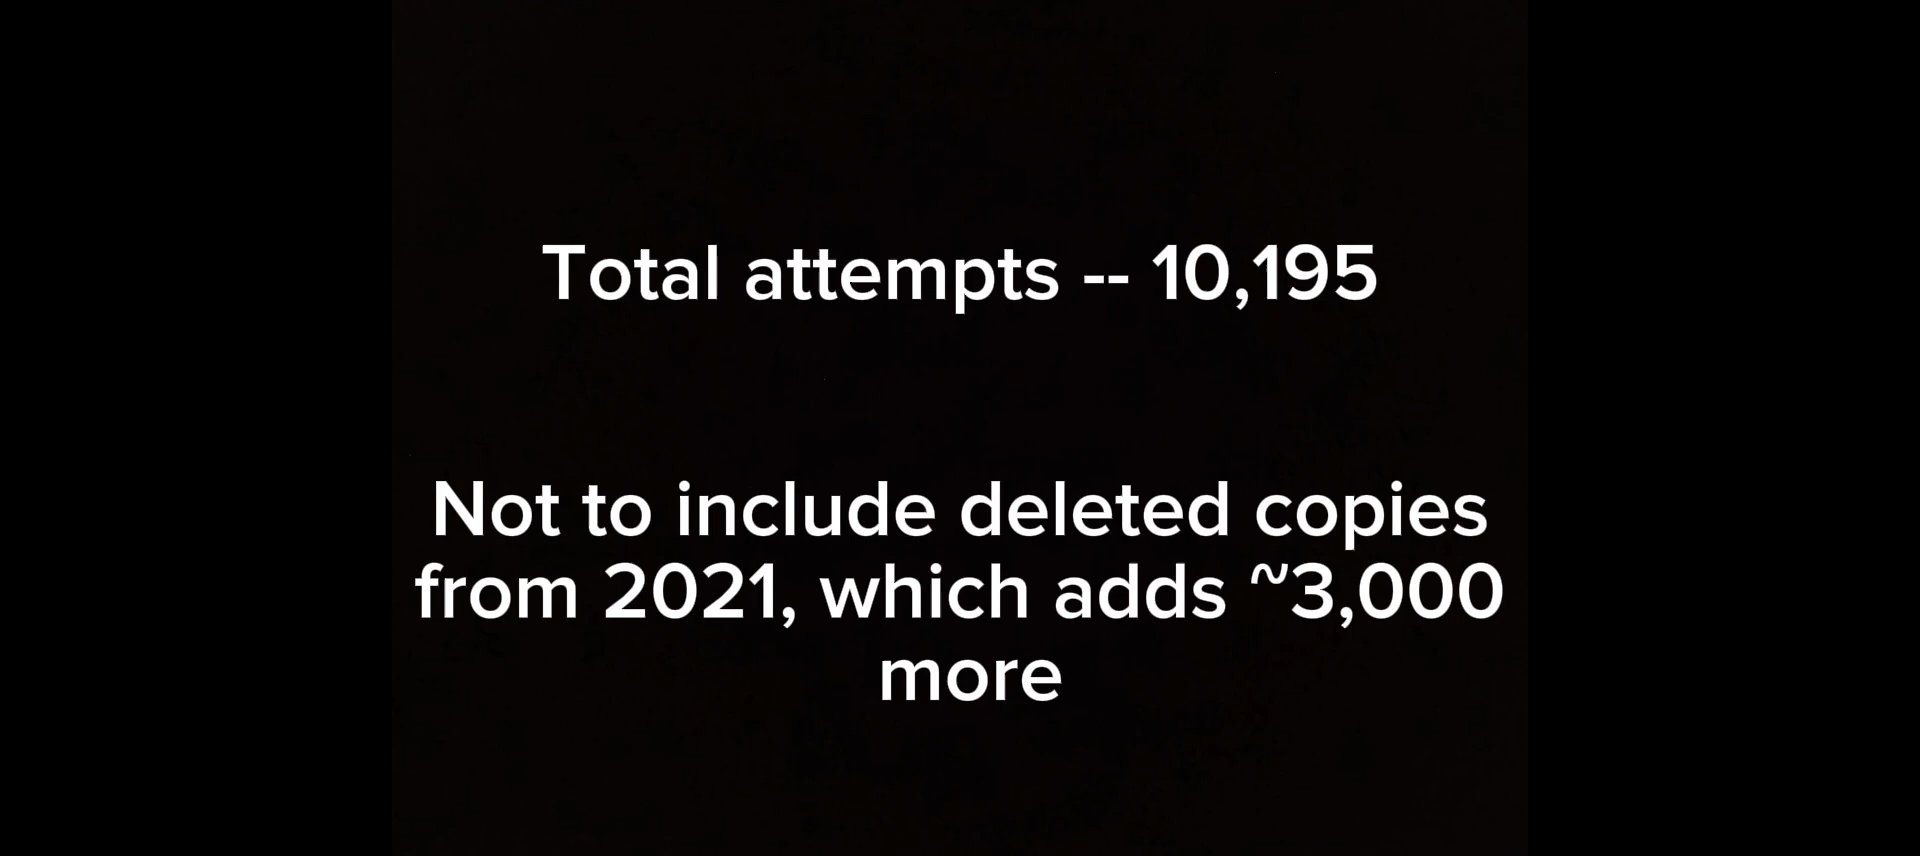 Total attempts -- 10,195
Not to include deleted copies
from 2021, which adds ~3,000
more